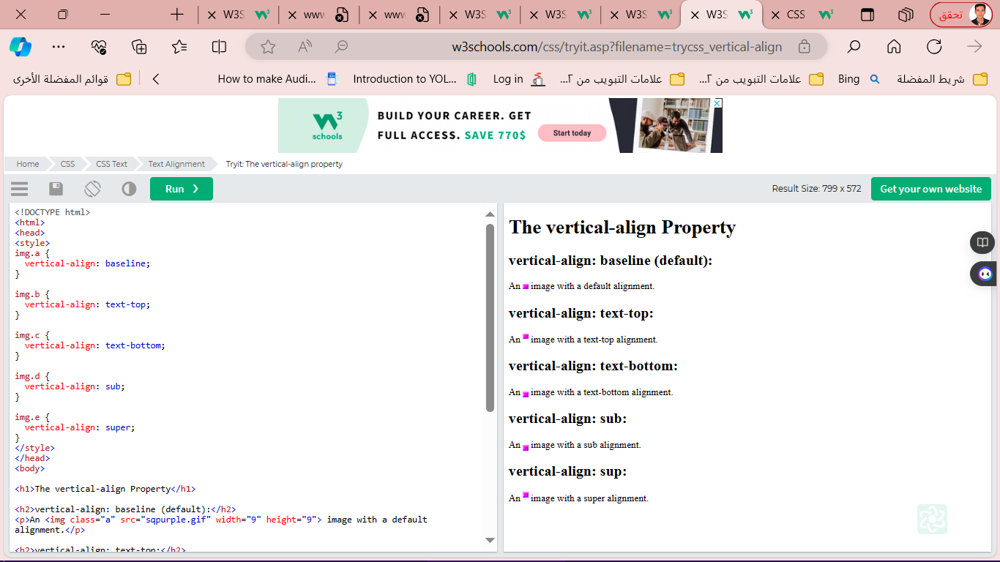 W3S
www
www
W3S
W3S
W3S
W3S
CSS
تحقق
w3schools.com/css/tryit.asp?filename=trycss_vertical-align
قوائم المفضلة الأخرى
How to make Audi...
Introduction to YOL...
Log in
علامات التبويب من ٢...
علامات التبويب من ٢...
Bing
شريط المفضلة
W3
schools
BUILD YOUR CAREER. GET
FULL ACCESS. SAVE 770$
Start today
Home
CSS
CSS Text
Text Alignment
Tryit: The vertical-align property
Run ❯
Result Size: 799 x 572
Get your own website
<!DOCTYPE html>
<html>
<head>
<style>
img.a {
  vertical-align: baseline;
}

img.b {
  vertical-align: text-top;
}

img.c {
  vertical-align: text-bottom;
}

img.d {
  vertical-align: sub;
}

img.e {
  vertical-align: super;
}
</style>
</head>
<body>

<h1>The vertical-align Property</h1>

<h2>vertical-align: baseline (default):</h2>
<p>An <img class="a" src="sqpurple.gif" width="9" height="9"> image with a default
alignment.</p>

<h2>vertical-align: text-top:</h2>
The vertical-align Property
vertical-align: baseline (default):
An image with a default alignment.
vertical-align: text-top:
An image with a text-top alignment.
vertical-align: text-bottom:
An image with a text-bottom alignment.
vertical-align: sub:
An image with a sub alignment.
vertical-align: sup:
An image with a super alignment.